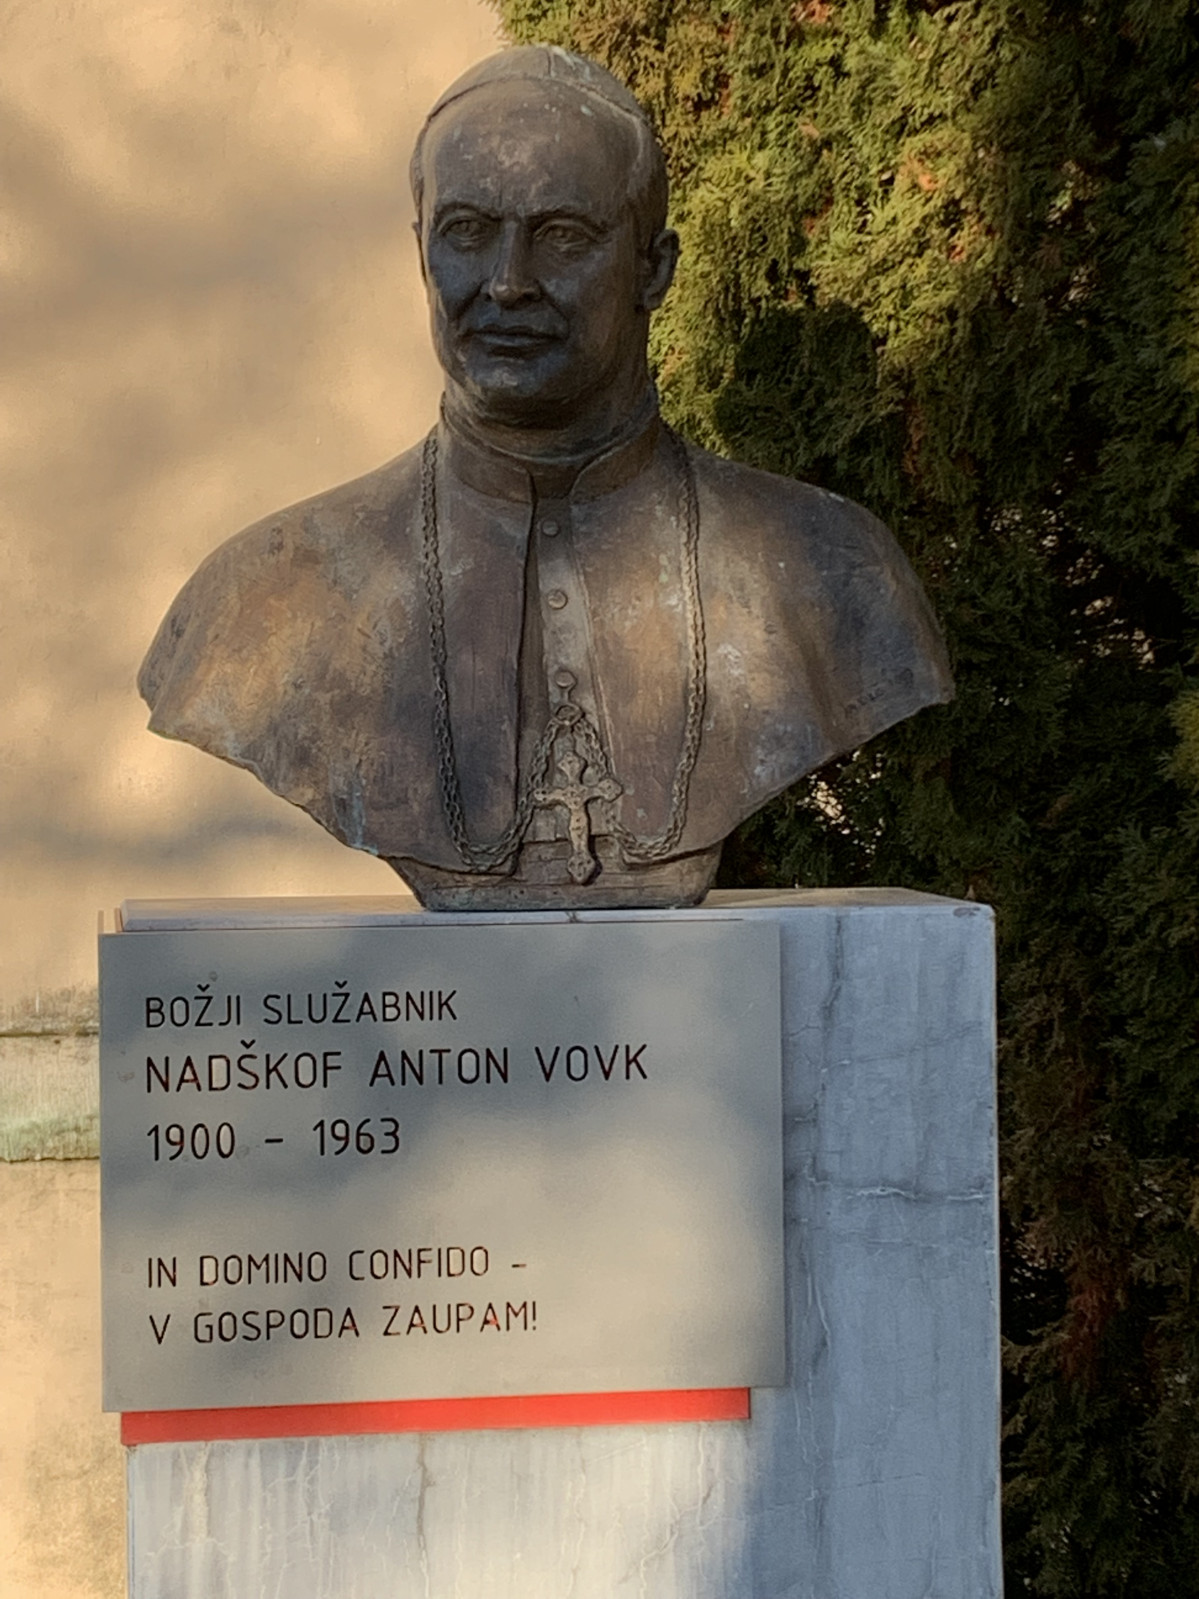 BOŽJI SLUŽABNIK
NADŠKOF ANTON VOVK
1900 - 1963
IN DOMINO CONFIDO -
V GOSPODA ZAUPAM!